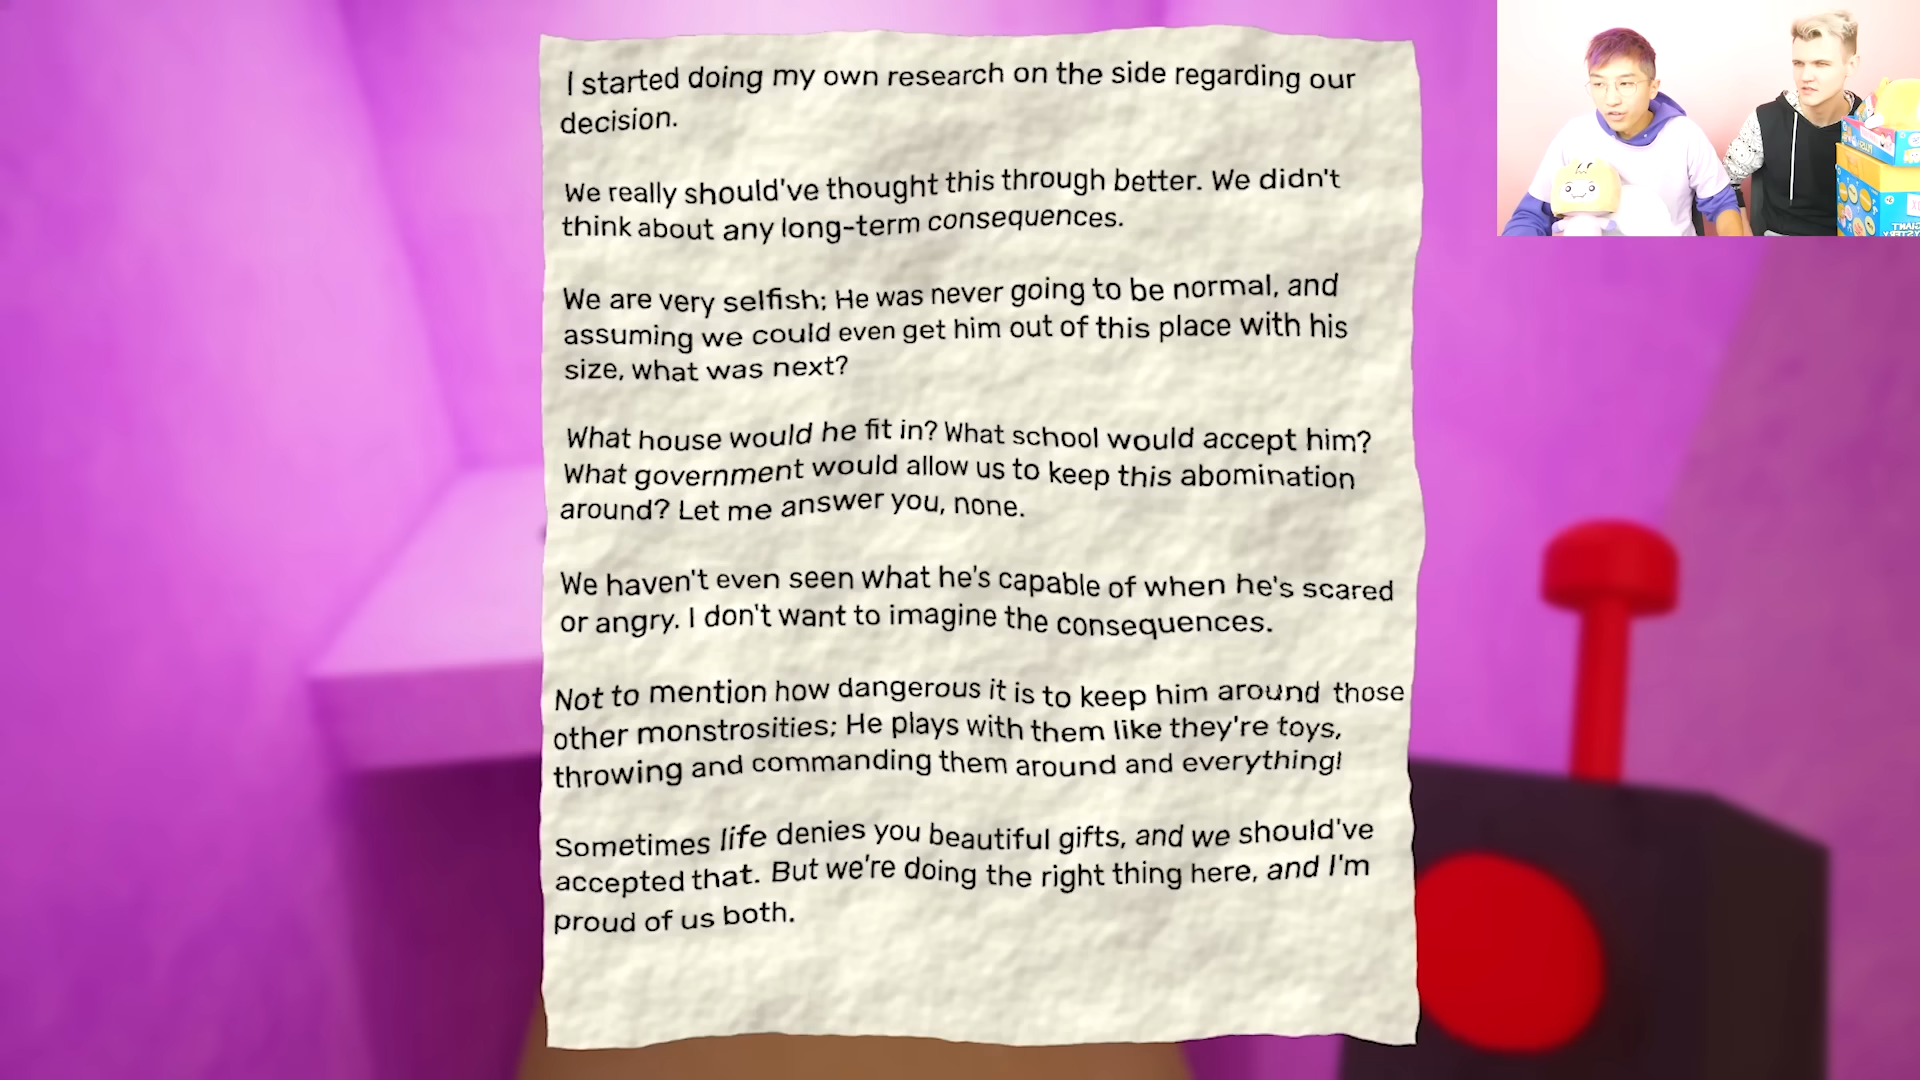 I started doing my own research on the side regarding our
decision.
We really should've thought this through better. We didn't
think about any long-term consequences.
We are very selfish; He was never going to be normal, and
assuming we could even get him out of this place with his
size, what was next?
What house would he fit in? What school would accept him?
What government would allow us to keep this abomination
around? Let me answer you, none.
We haven't even seen what he's capable of when he's scared
or angry. I don't want to imagine the consequences.
Not to mention how dangerous it is to keep him around those
other monstrosities; He plays with them like they're toys,
throwing and commanding them around and everything!
Sometimes life denies you beautiful gifts, and we should've
accepted that. But we're doing the right thing here, and I'm
proud of us both.